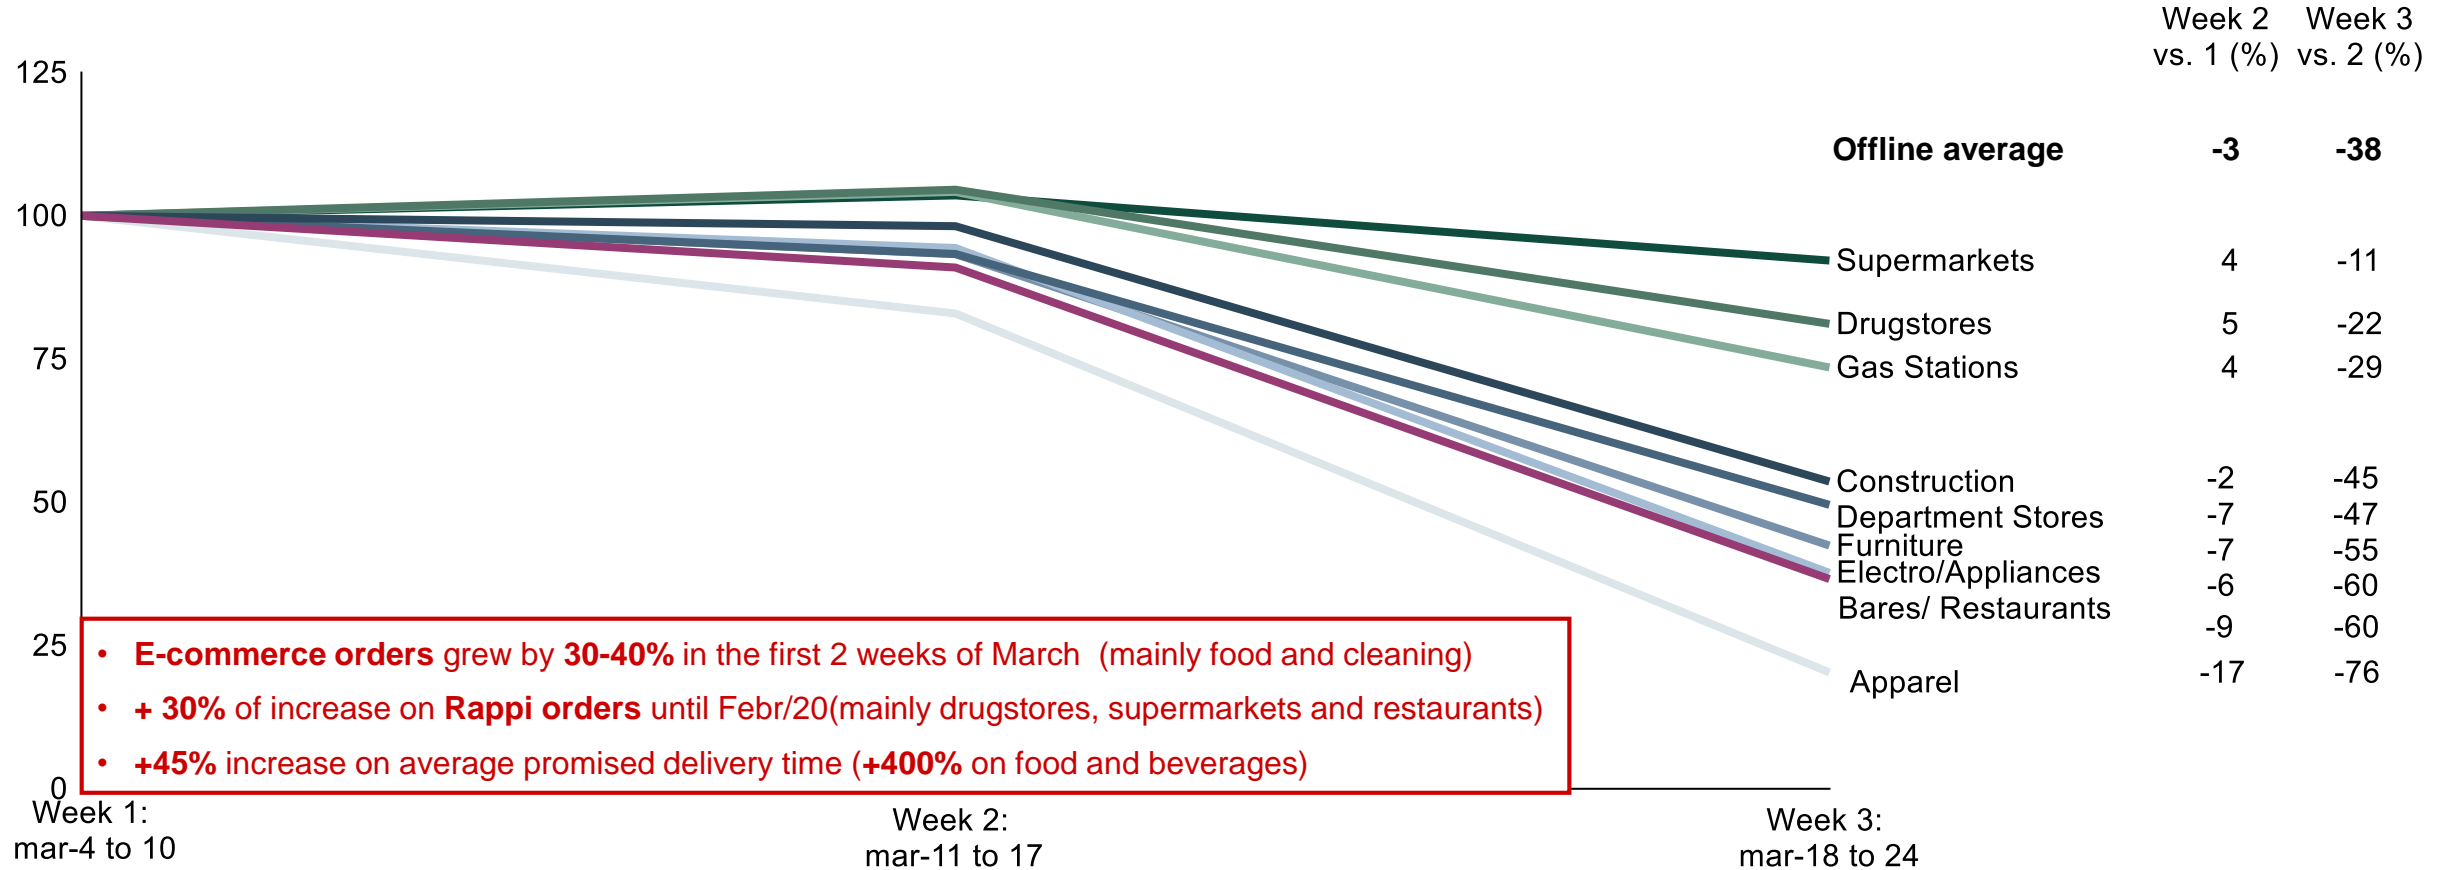 Week 2 Week 3
vs. 1 (%) vs. 2 (%)
125
Offline average -3 -38
100
Supermarkets 4 -11
Drugstores 5 -22
75
Gas Stations 4 -29
Construction -2 -45
50
Department Stores -7 -47
Furniture -7 -55
Electro/Appliances -6 -60
Bares/ Restaurants -9 -60
25
• E-commerce orders grew by 30-40% in the first 2 weeks of March (mainly food and cleaning)
Apparel -17 -76
• + 30% of increase on Rappi orders until Febr/20(mainly drugstores, supermarkets and restaurants)
• +45% increase on average promised delivery time (+400% on food and beverages)
0
Week 1:
mar-4 to 10
Week 2:
mar-11 to 17
Week 3:
mar-18 to 24